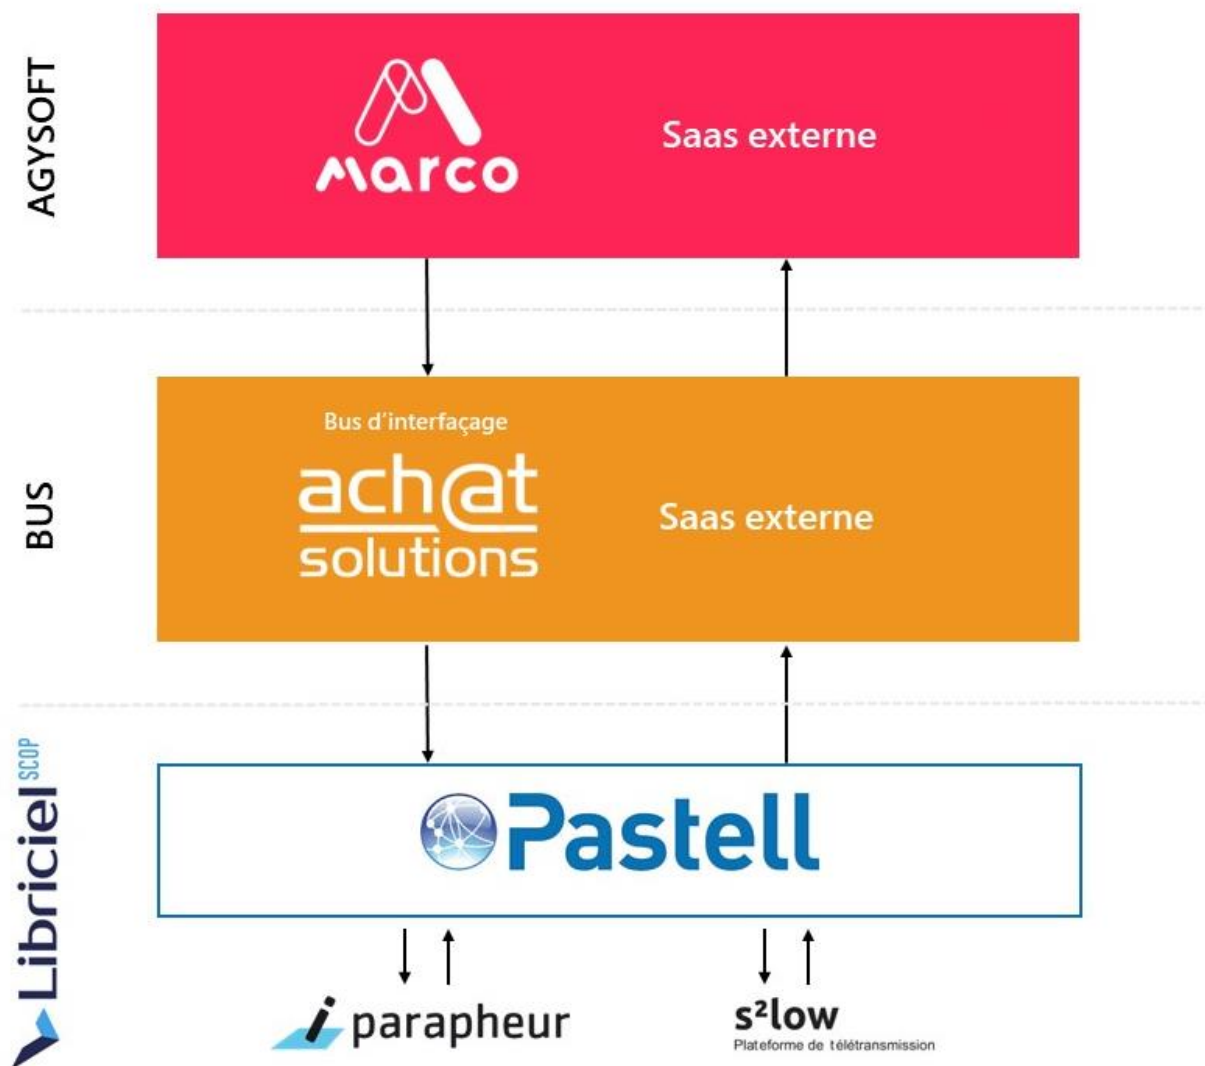 AGYSOFT
marco
Saas externe
BUS
Bus d'interfaçage
ach@t
solutions
Saas externe
Libriciel SCOP
Pastell
i parapheur
s²low
Plateforme de télétransmission